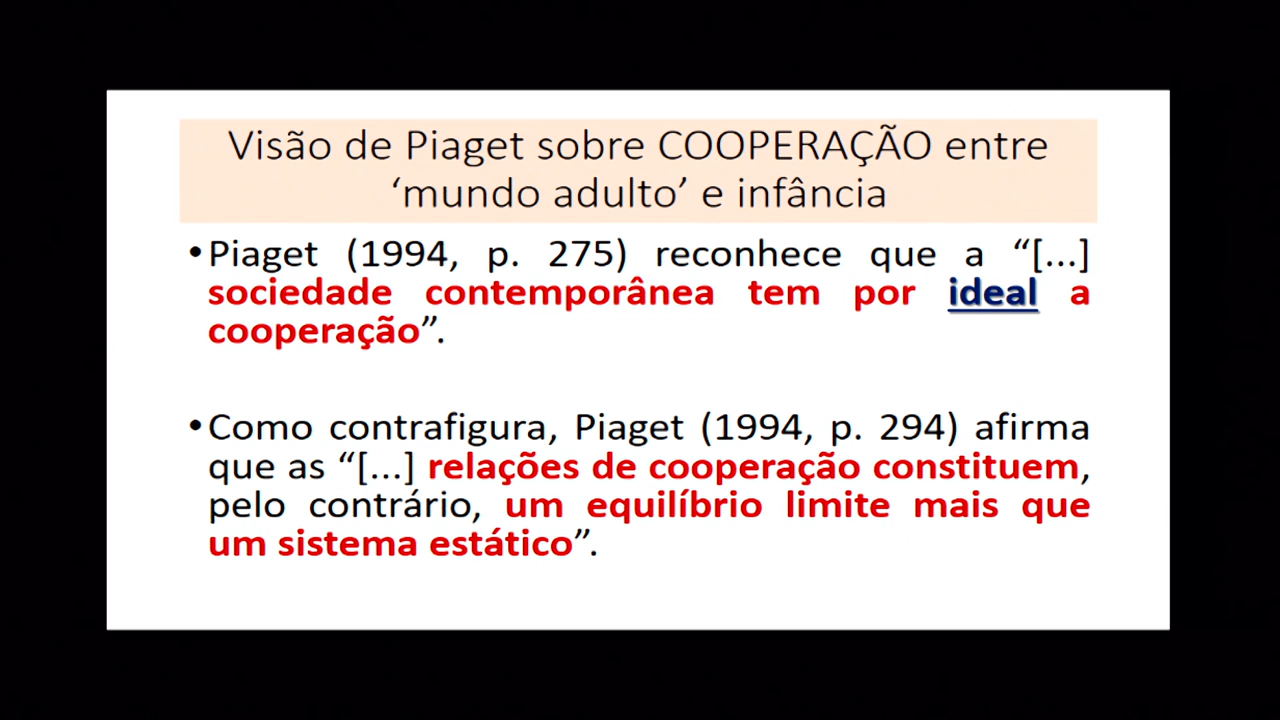 Visão de Piaget sobre COOPERAÇÃO entre
‘mundo adulto’ e infância
•Piaget (1994, p. 275) reconhece que a “[...]
sociedade contemporânea tem por ideal a
cooperação”.
•Como contrafigura, Piaget (1994, p. 294) afirma
que as “[...] relações de cooperação constituem,
pelo contrário, um equilíbrio limite mais que
um sistema estático”.